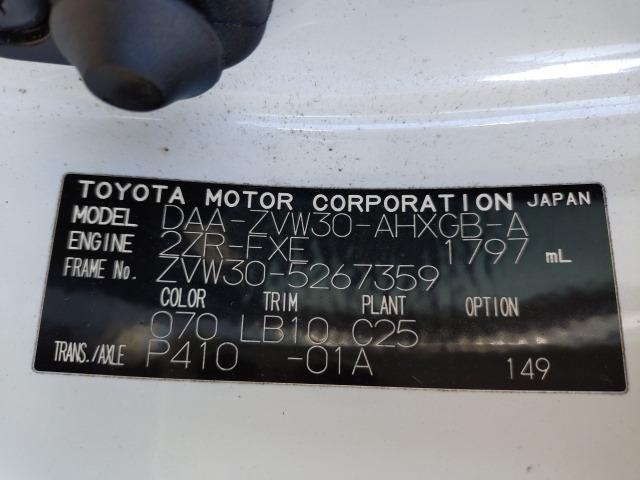 TOYOTA MOTOR CORPORATION JAPAN
MODEL DAA-ZVW30-AHXGB-A
ENGINE 2ZR-FXE 1797 mL
FRAME No. ZVW30-5267359
COLOR TRIM PLANT OPTION
070 LB10 C25
TRANS./AXLE P410 -01A 149